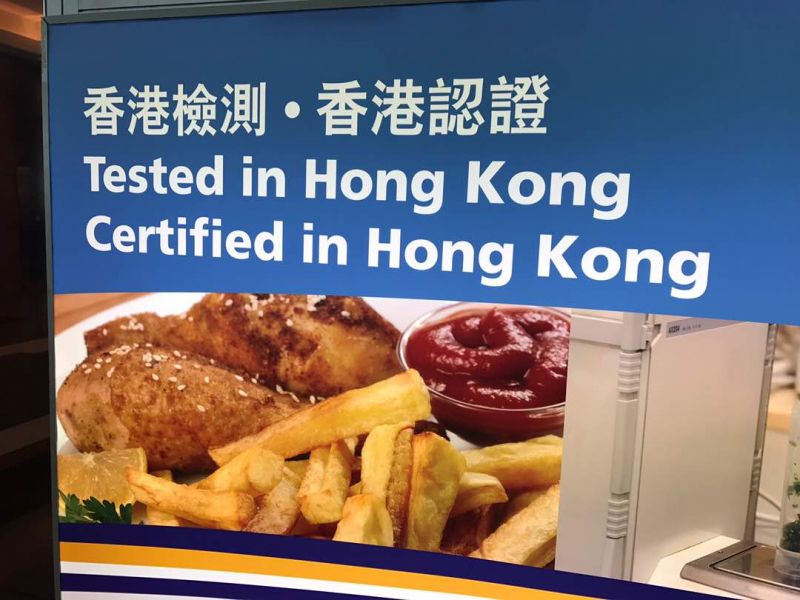 香港檢測 • 香港認證
Tested in Hong Kong
Certified in Hong Kong